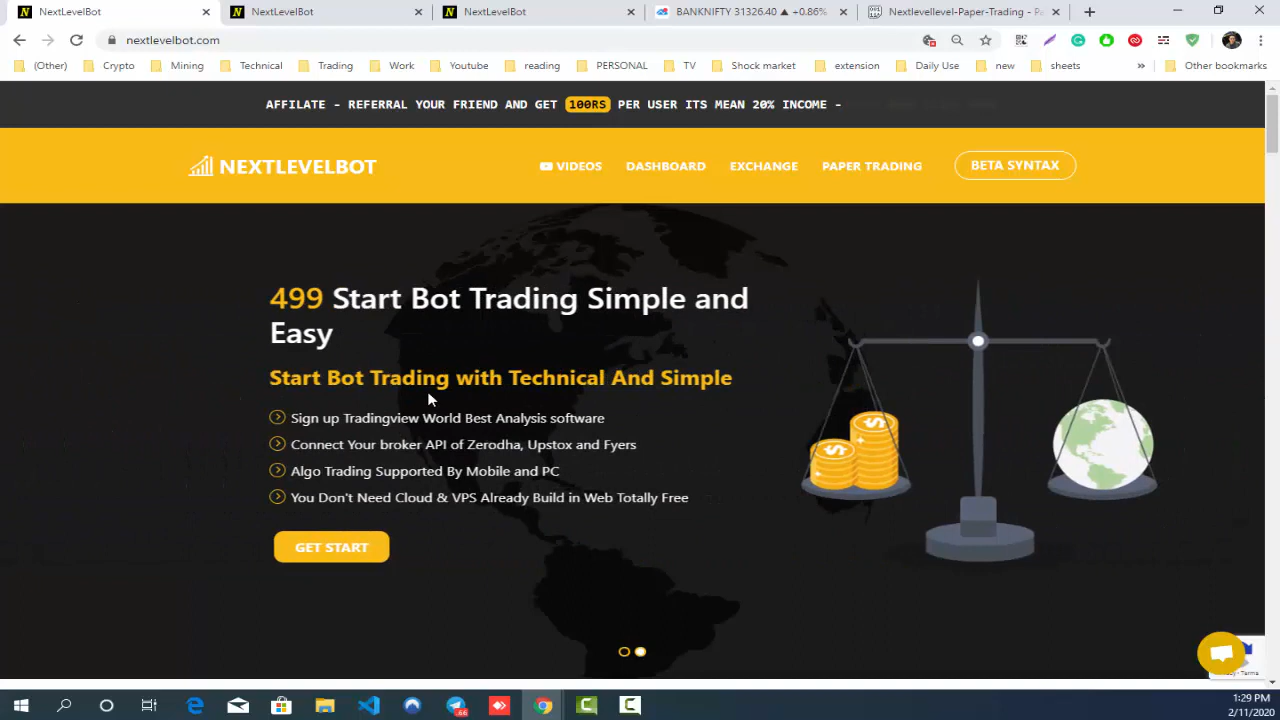 NextLevelBot
NextLevelBot
NextLevelBot
BANKNIFTY 31326.40 ▲ +0.86%
Nextlevellevel-Paper-Trading - P
nextlevelbot.com
(Other)
Crypto
Mining
Technical
Trading
Work
Youtube
reading
PERSONAL
TV
Shock market
extension
Daily Use
new
sheets
»
Other bookmarks
AFFILATE - REFERRAL YOUR FRIEND AND GET 100RS PER USER ITS MEAN 20% INCOME -
NEXTLEVELBOT
VIDEOS
DASHBOARD
EXCHANGE
PAPER TRADING
BETA SYNTAX
499 Start Bot Trading Simple and
Easy
Start Bot Trading with Technical And Simple
Sign up Tradingview World Best Analysis software
Connect Your broker API of Zerodha, Upstox and Fyers
Algo Trading Supported By Mobile and PC
You Don't Need Cloud & VPS Already Build in Web Totally Free
GET START
Privacy - Terms
1:29 PM
2/11/2020